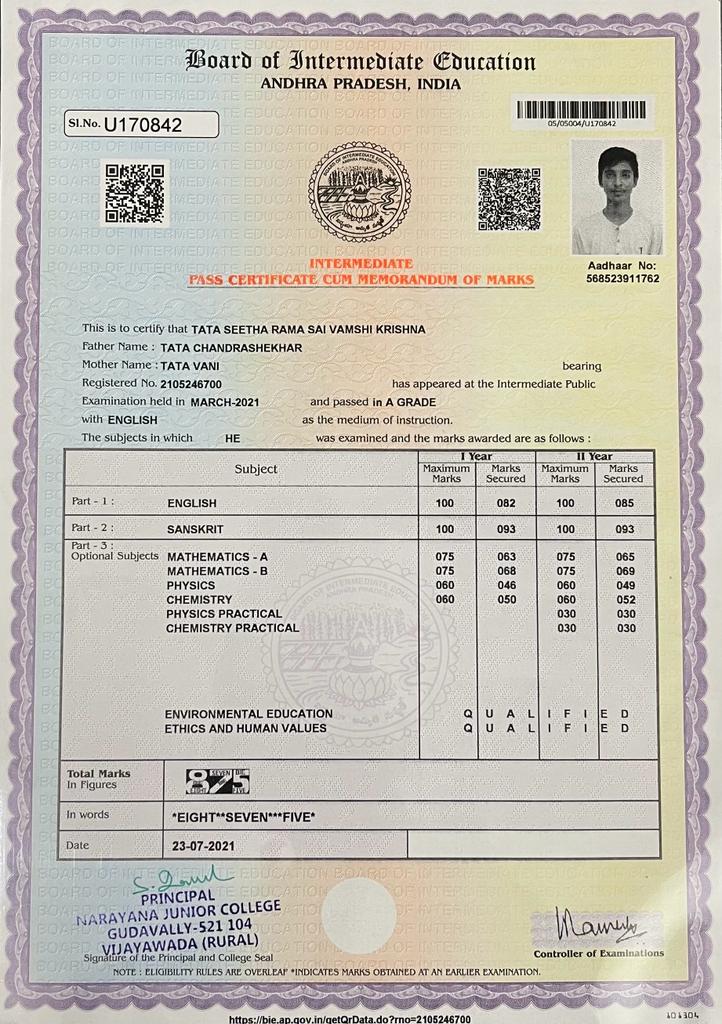 Board of Intermediate Education
ANDHRA PRADESH, INDIA
Sl.No. U170842
05/05004/U170842
INTERMEDIATE
PASS CERTIFICATE CUM MEMORANDUM OF MARKS
Aadhaar No:
568523911762
This is to certify that TATA SEETHA RAMA SAI VAMSHI KRISHNA
Father Name : TATA CHANDRASHEKHAR
Mother Name : TATA VANI bearing
Registered No. 2105246700 has appeared at the Intermediate Public
Examination held in MARCH-2021 and passed in A GRADE
with ENGLISH as the medium of instruction.
The subjects in which HE was examined and the marks awarded are as follows :
Subject I Year II Year
Maximum Marks Marks Secured Maximum Marks Marks Secured
Part - 1 : ENGLISH 100 082 100 085
Part - 2 : SANSKRIT 100 093 100 093
Part - 3 :
Optional Subjects MATHEMATICS - A 075 063 075 065
MATHEMATICS - B 075 068 075 069
PHYSICS 060 046 060 049
CHEMISTRY 060 050 060 052
PHYSICS PRACTICAL 030 030
CHEMISTRY PRACTICAL 030 030
ENVIRONMENTAL EDUCATION Q U A L I F I E D
ETHICS AND HUMAN VALUES Q U A L I F I E D
Total Marks
In Figures 875
In words *EIGHT**SEVEN***FIVE*
Date 23-07-2021
PRINCIPAL
NARAYANA JUNIOR COLLEGE
GUDAVALLY-521 104
VIJAYAWADA (RURAL)
Signature of the Principal and College Seal
Controller of Examinations
NOTE : ELIGIBILITY RULES ARE OVERLEAF *INDICATES MARKS OBTAINED AT AN EARLIER EXAMINATION.
https://bie.ap.gov.in/getQrData.do?rno=2105246700